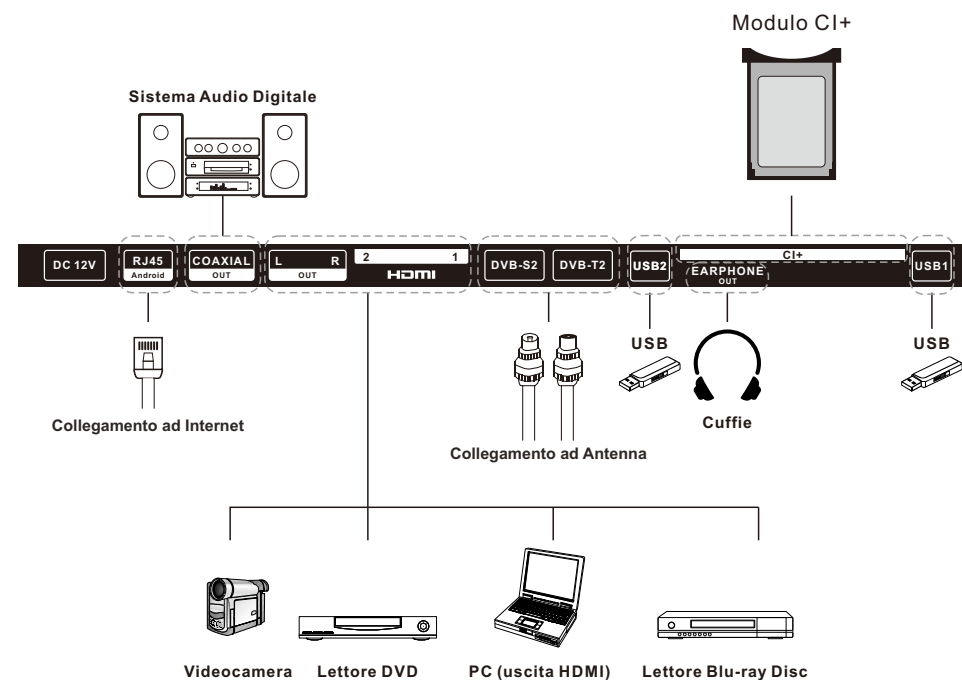 Modulo CI+
Sistema Audio Digitale
DC 12V
RJ45
Android
COAXIAL
OUT
L R
OUT
2 1
HDMI
DVB-S2
DVB-T2
USB2
CI+
EARPHONE
OUT
USB1
USB
USB
Cuffie
Collegamento ad Internet
Collegamento ad Antenna
Videocamera
Lettore DVD
PC (uscita HDMI)
Lettore Blu-ray Disc